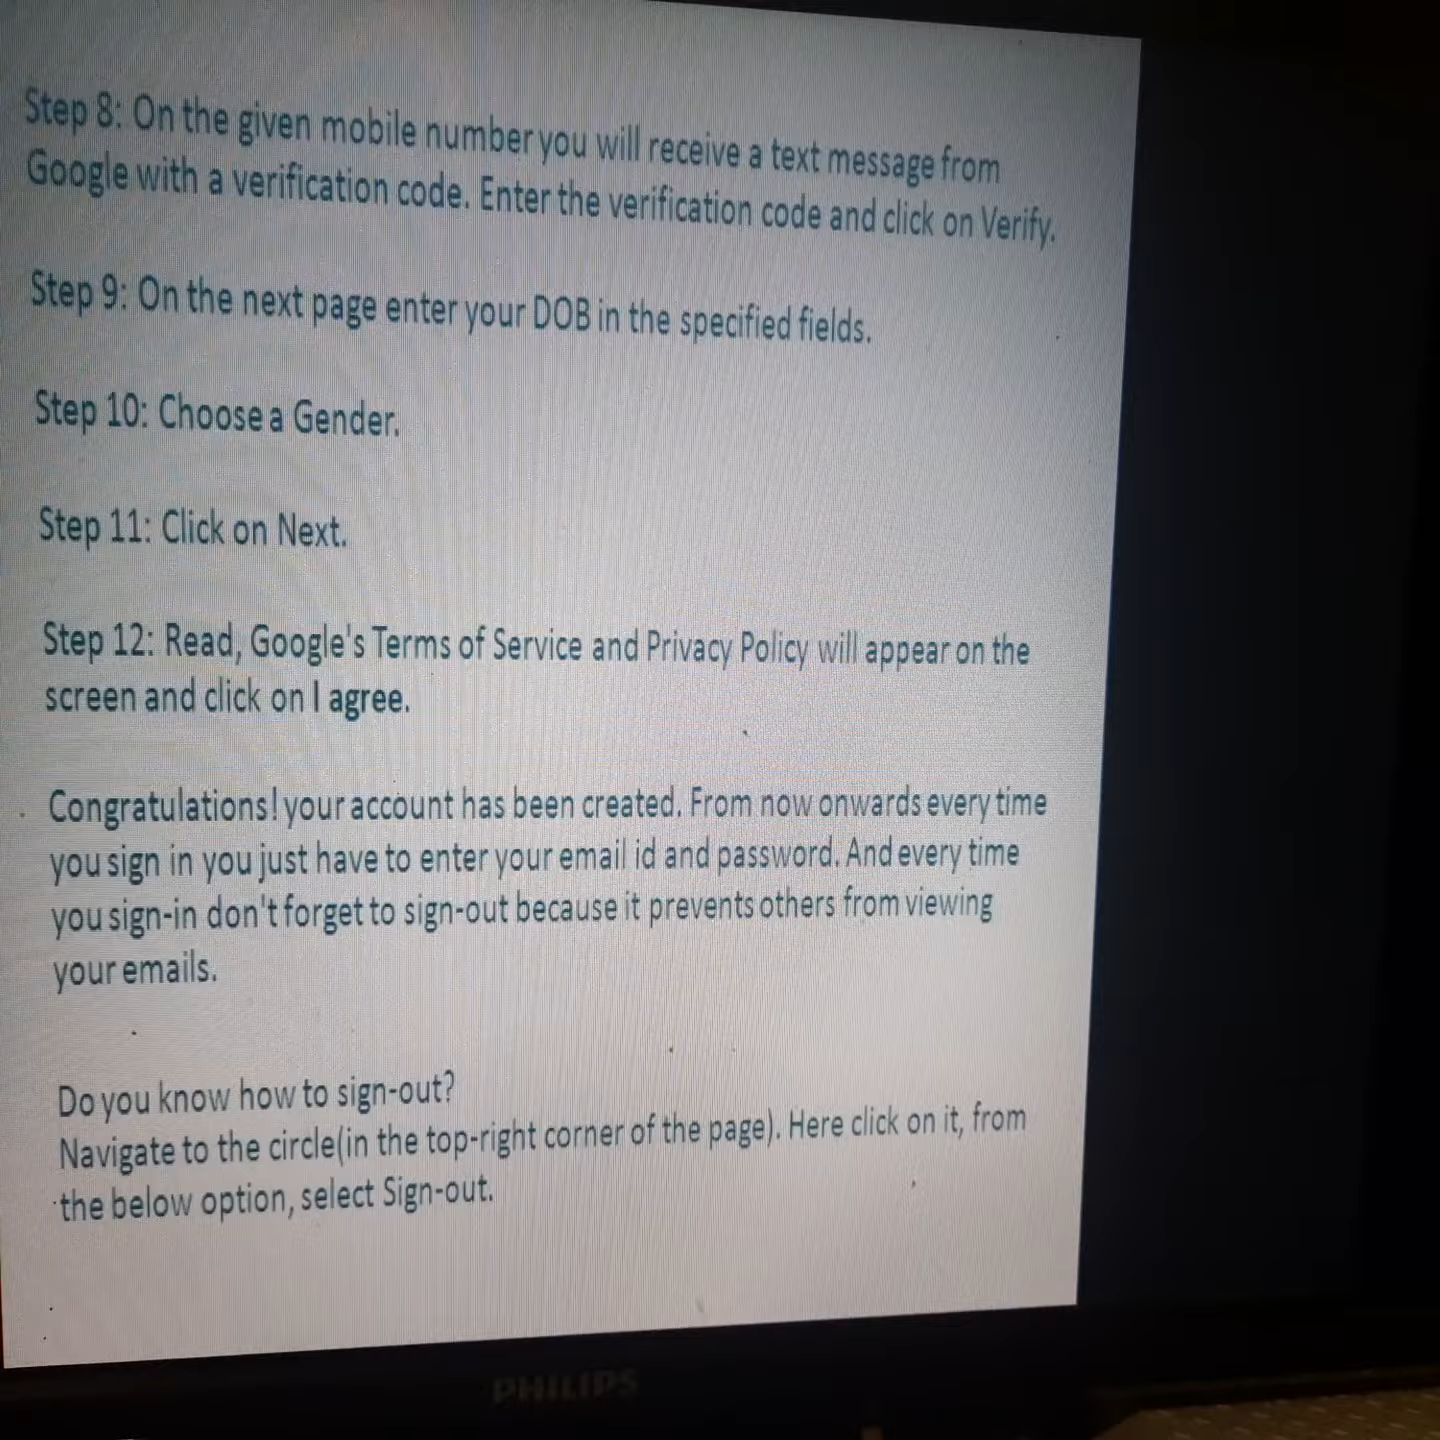 Step 8: On the given mobile number you will receive a text message from
Google with a verification code. Enter the verification code and click on Verify.
Step 9: On the next page enter your DOB in the specified fields.
Step 10: Choose a Gender.
Step 11: Click on Next.
Step 12: Read, Google's Terms of Service and Privacy Policy will appear on the
screen and click on I agree.
Congratulations! your account has been created. From now onwards every time
you sign in you just have to enter your email id and password. And every time
you sign-in don't forget to sign-out because it prevents others from viewing
your emails.
Do you know how to sign-out?
Navigate to the circle(in the top-right corner of the page). Here click on it, from
the below option, select Sign-out.
PHILIPS